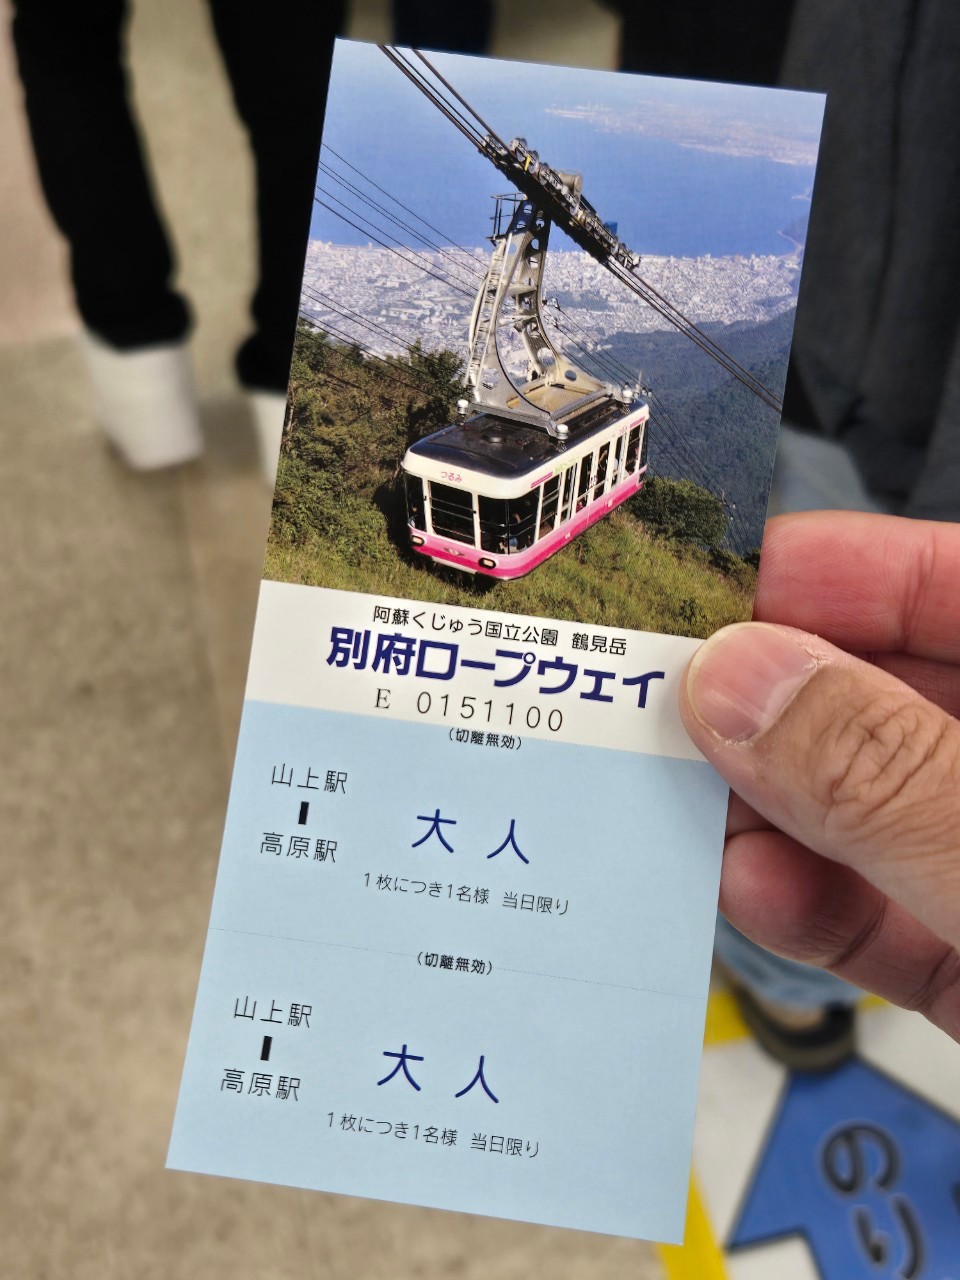 つるみ
阿蘇くじゅう国立公園 鶴見岳
別府ロープウェイ
E 0151100
(切離無効)
山上駅
高原駅
大人
1枚につき1名様 当日限り
(切離無効)
山上駅
高原駅
大人
1枚につき1名様 当日限り
のり